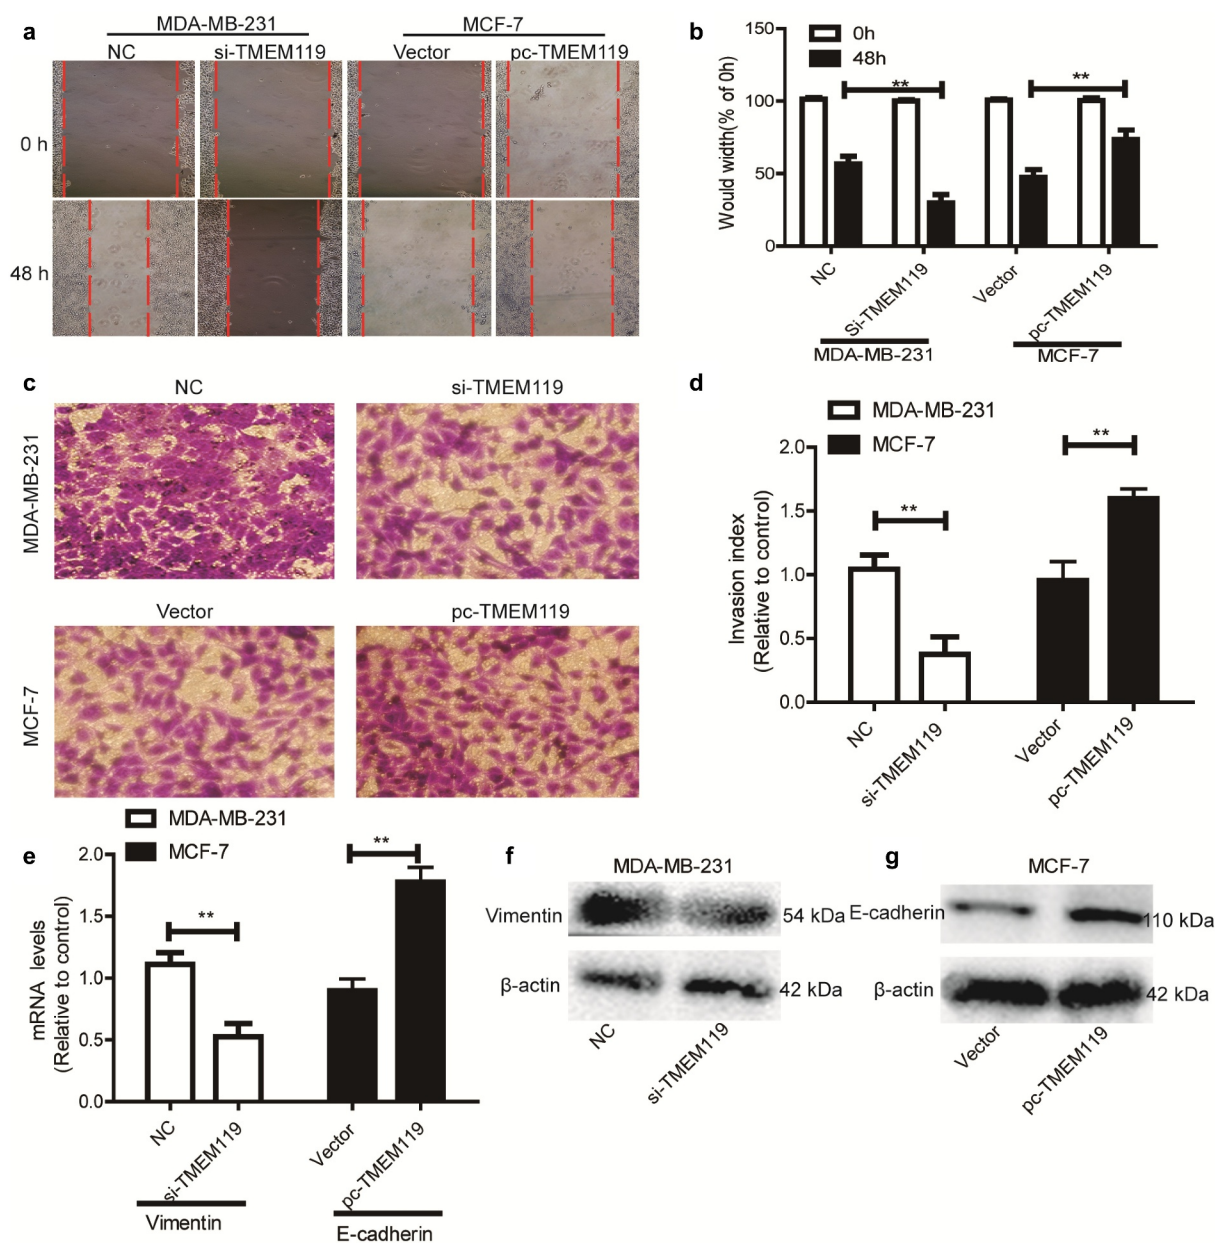 a
MDA-MB-231
MCF-7
NC
si-TMEM119
Vector
pc-TMEM119
0 h
48 h
b
0h
48h
Would width(% of 0h)
150
100
50
0
**
**
NC
Si-TMEM119
Vector
pc-TMEM119
MDA-MB-231
MCF-7
c
NC
si-TMEM119
MDA-MB-231
Vector
pc-TMEM119
MCF-7
d
MDA-MB-231
MCF-7
Invasion index
(Relative to control)
2.0
1.5
1.0
0.5
0.0
**
**
NC
si-TMEM119
Vector
pc-TMEM119
e
MDA-MB-231
MCF-7
mRNA levels
(Relative to control)
2.0
1.5
1.0
0.5
0.0
**
**
NC
si-TMEM119
Vector
pc-TMEM119
Vimentin
E-cadherin
f
MDA-MB-231
Vimentin
54 kDa
β-actin
42 kDa
NC
si-TMEM119
g
MCF-7
E-cadherin
110 kDa
β-actin
42 kDa
Vector
pc-TMEM119